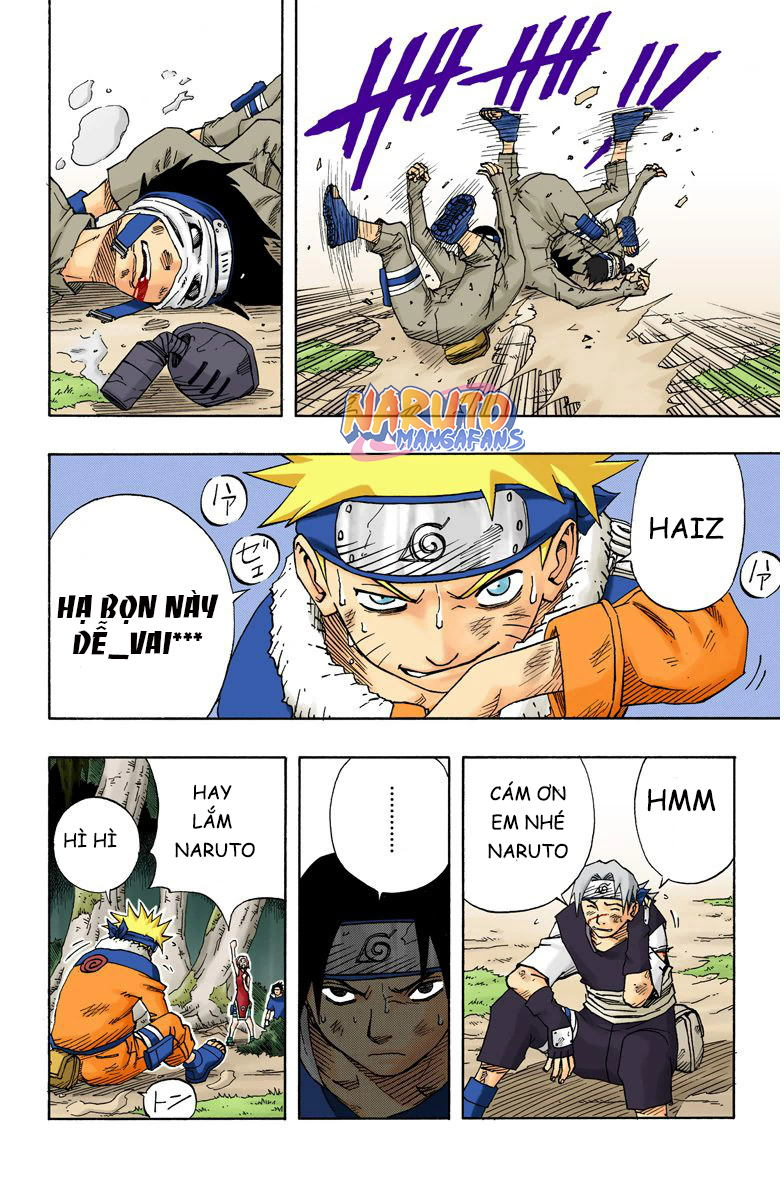 NARUTO
MANGAFANS
HAIZ
HẠ BỌN NÀY
DỄ_VAI***
ハア
ゼェ
ハア
HMM
CÁM ƠN
EM NHÉ
NARUTO
..........
HAY
LẮM
NARUTO
HÌ HÌ
トン